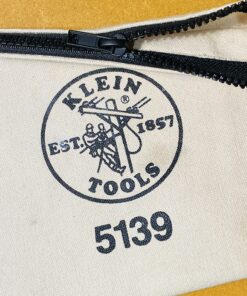 KLEIN
®
EST. 1857
TOOLS
5139